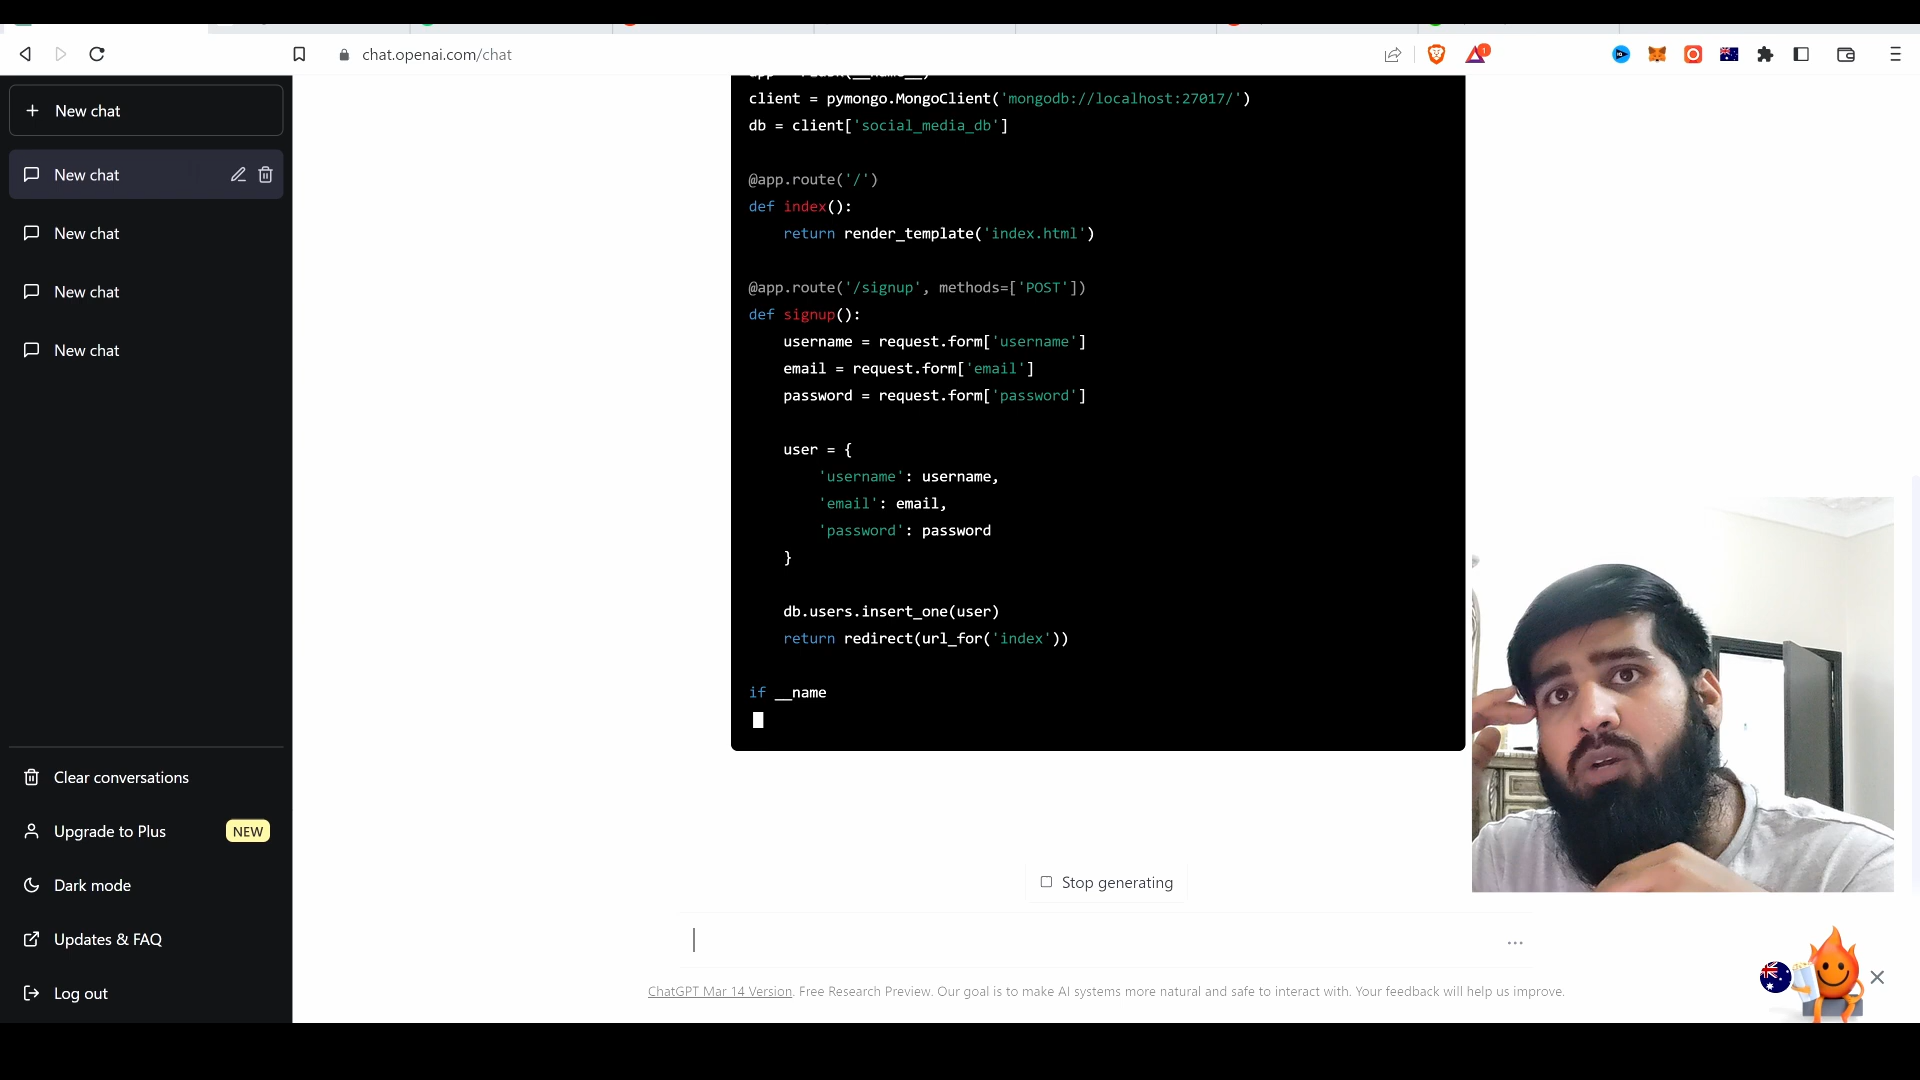 chat.openai.com/chat
1
New chat
New chat
New chat
New chat
New chat
Clear conversations
Upgrade to Plus NEW
Dark mode
Updates & FAQ
Log out
client = pymongo.MongoClient('mongodb://localhost:27017/')
db = client['social_media_db']
@app.route('/')
def index():
return render_template('index.html')
@app.route('/signup', methods=['POST'])
def signup():
username = request.form['username']
email = request.form['email']
password = request.form['password']
user = {
'username': username,
'email': email,
'password': password
}
db.users.insert_one(user)
return redirect(url_for('index'))
if __name
Stop generating
ChatGPT Mar 14 Version. Free Research Preview. Our goal is to make AI systems more natural and safe to interact with. Your feedback will help us improve.